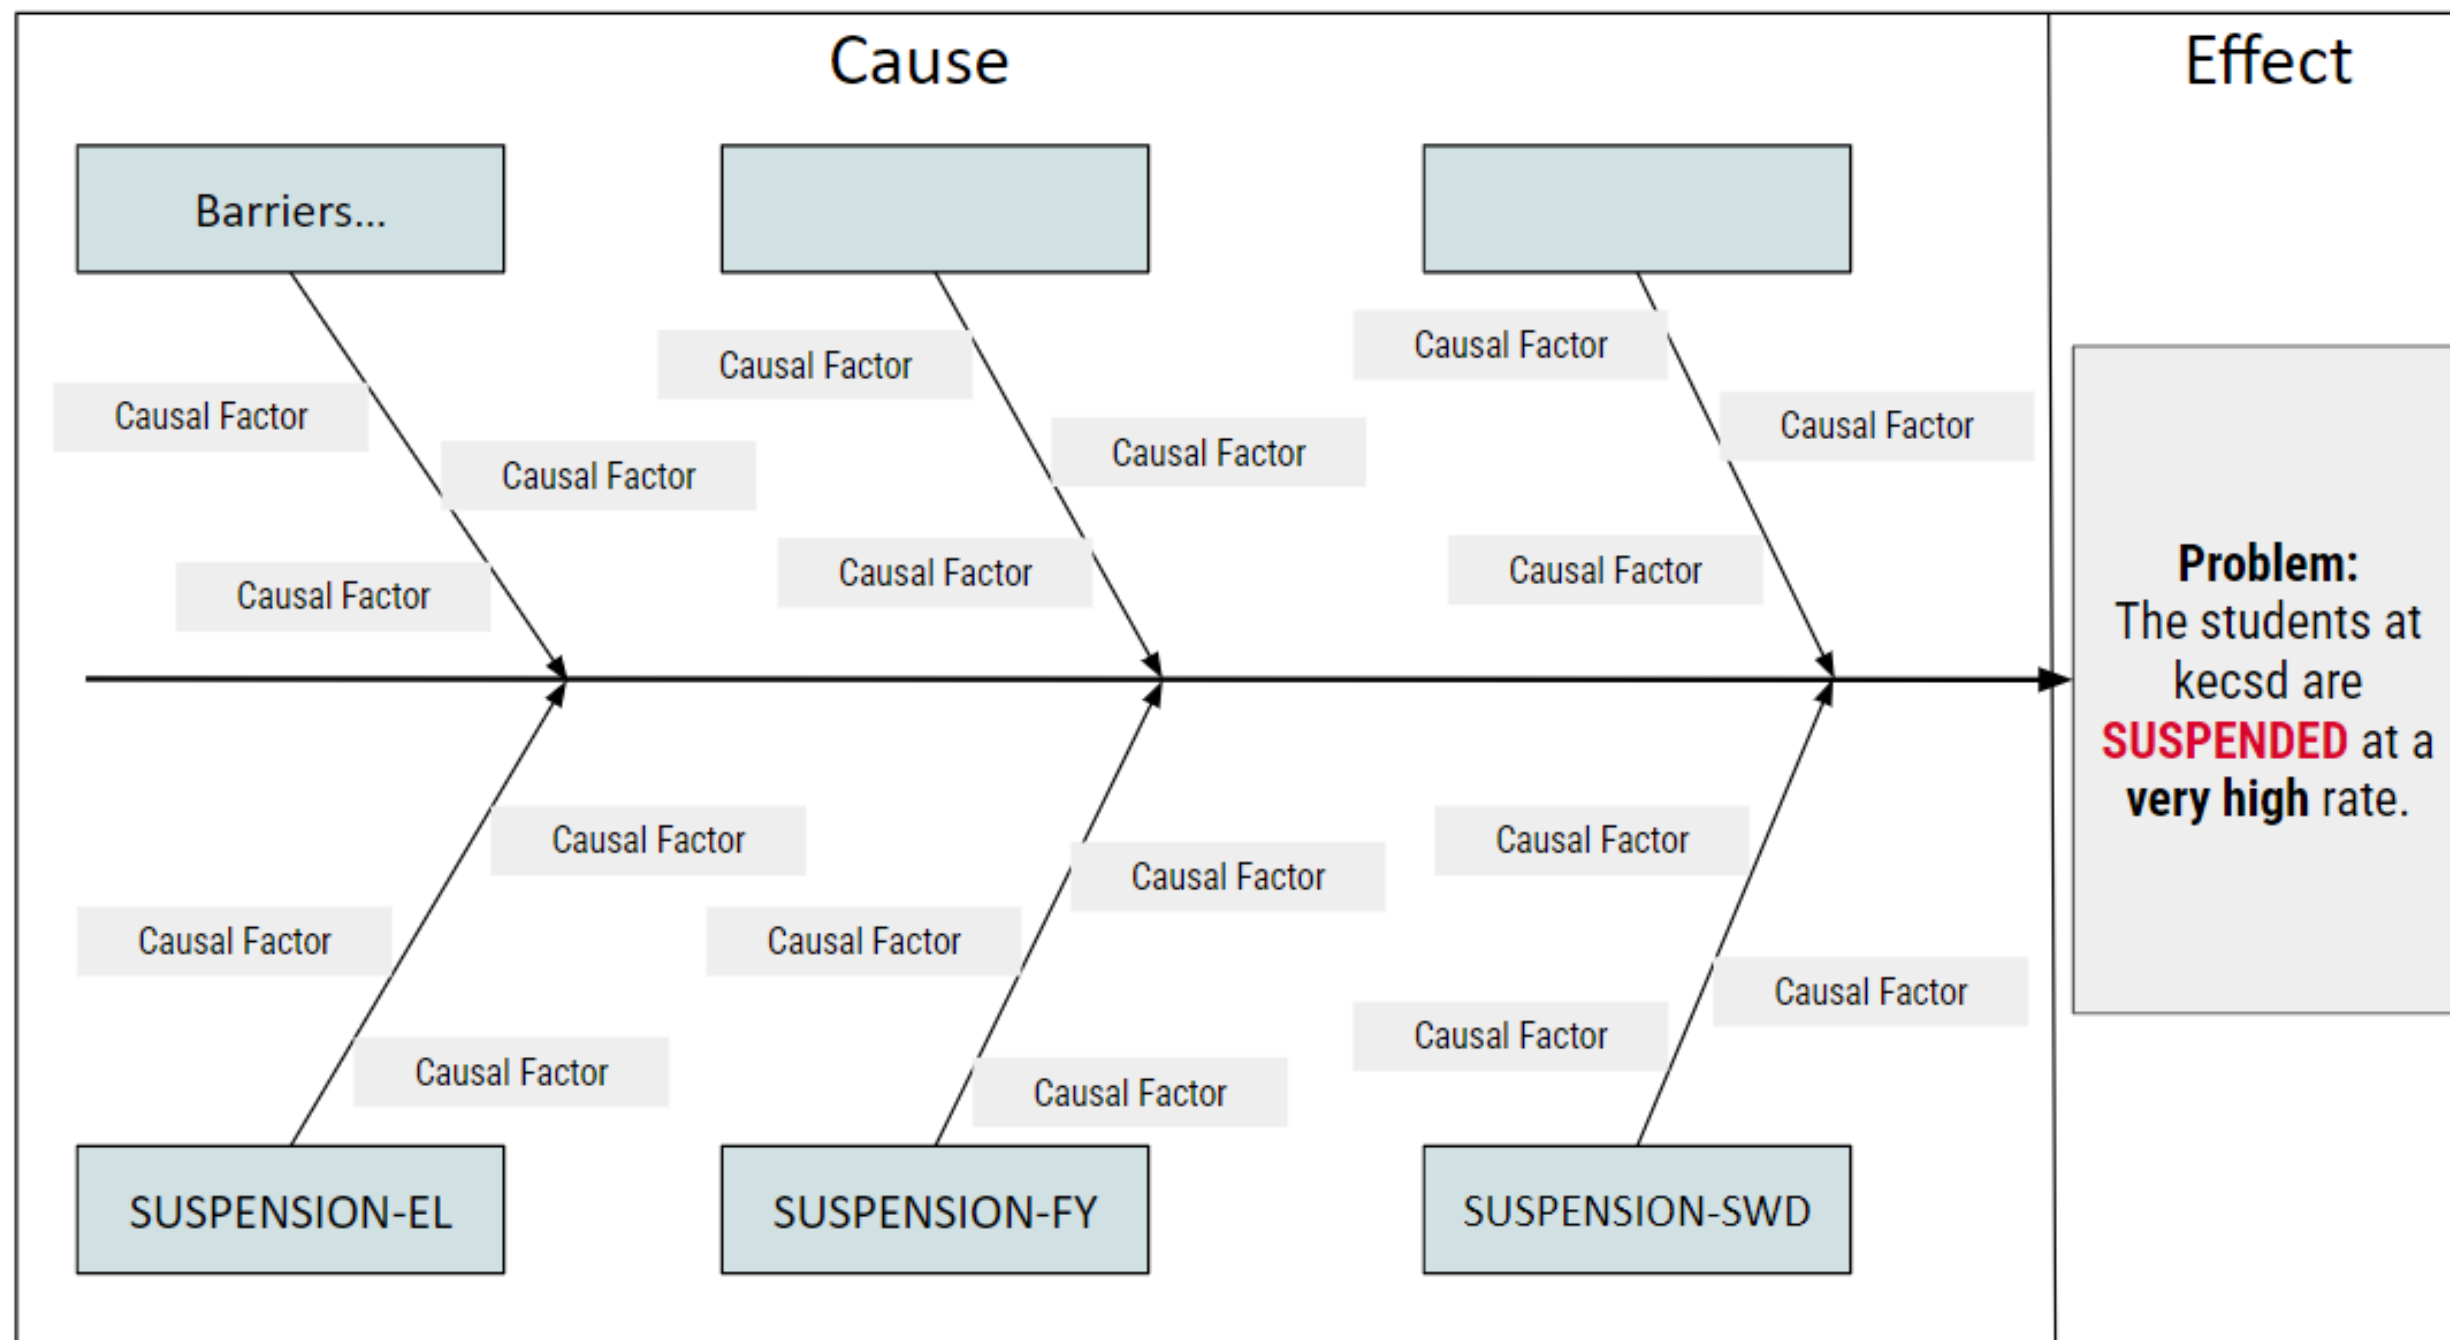 Cause
Effect
Barriers...
Causal Factor
Causal Factor
Causal Factor
Causal Factor
Causal Factor
Causal Factor
Causal Factor
Causal Factor
Causal Factor
Problem:
The students at
kecsd are
SUSPENDED at a
very high rate.
Causal Factor
Causal Factor
Causal Factor
Causal Factor
Causal Factor
Causal Factor
Causal Factor
Causal Factor
Causal Factor
SUSPENSION-EL
SUSPENSION-FY
SUSPENSION-SWD